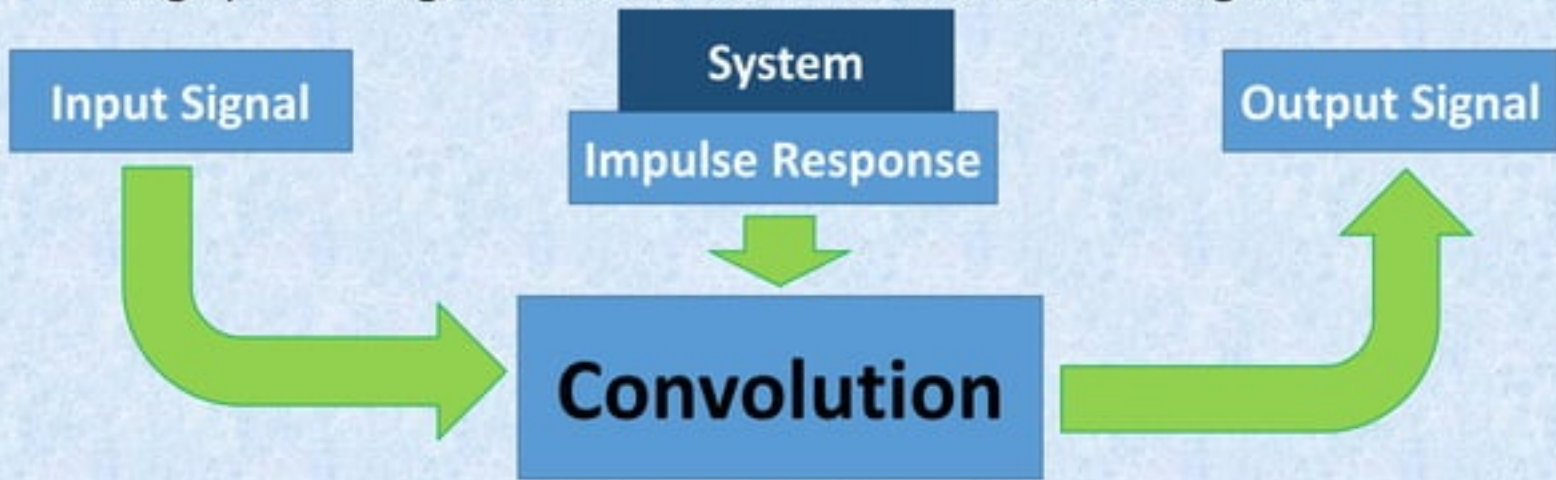 System
Input Signal
Output Signal
Impulse Response
Convolution